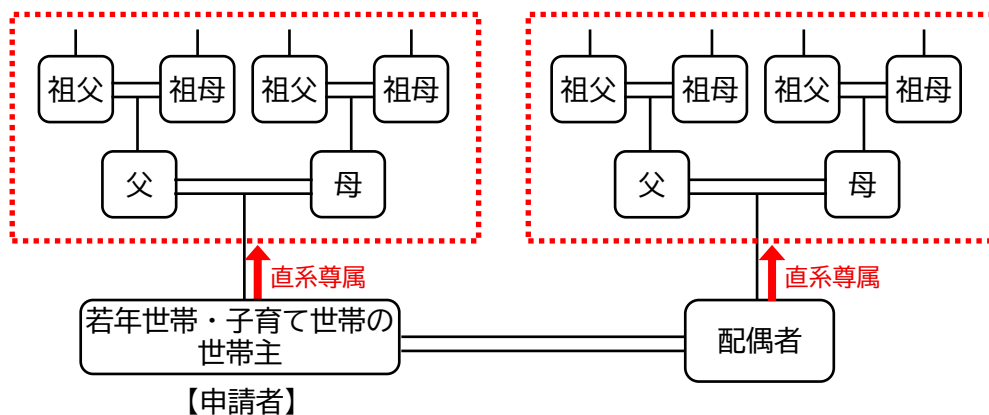 祖父 祖母 祖父 祖母 祖父 祖母 祖父 祖母
父 母 父 母
直系尊属 直系尊属
若年世帯・子育て世帯の
世帯主
配偶者
【申請者】